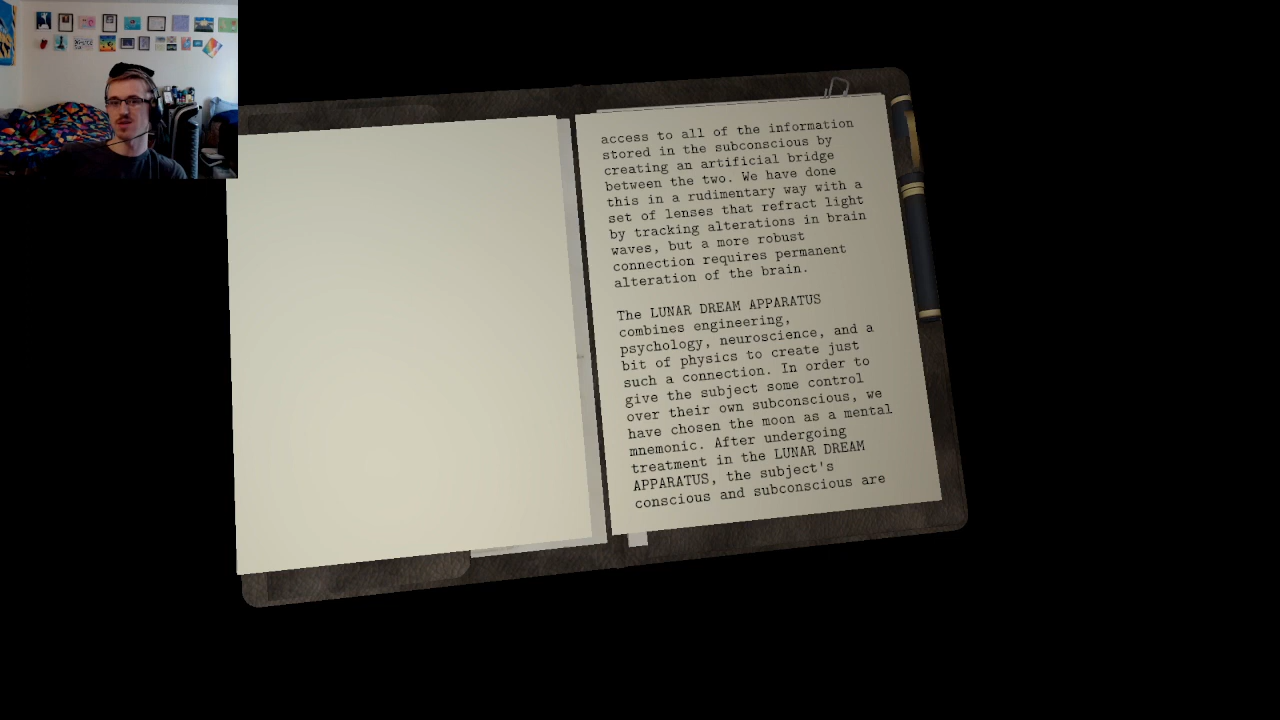 access to all of the information
stored in the subconscious by
creating an artificial bridge
between the two. We have done
this in a rudimentary way with a
set of lenses that refract light
by tracking alterations in brain
waves, but a more robust
connection requires permanent
alteration of the brain.
The LUNAR DREAM APPARATUS
combines engineering,
psychology, neuroscience, and a
bit of physics to create just
such a connection. In order to
give the subject some control
over their own subconscious, we
have chosen the moon as a mental
mnemonic. After undergoing
treatment in the LUNAR DREAM
APPARATUS, the subject's
conscious and subconscious are